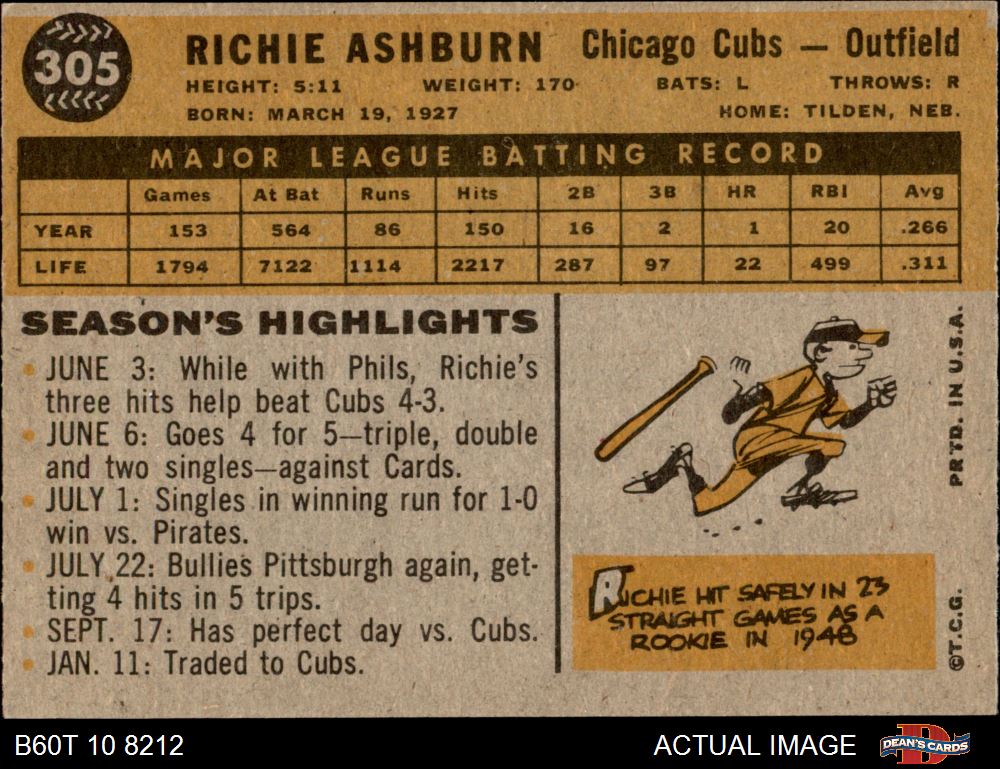 305
RICHIE ASHBURN Chicago Cubs — Outfield
HEIGHT: 5:11 WEIGHT: 170 BATS: L THROWS: R
BORN: MARCH 19, 1927 HOME: TILDEN, NEB.
MAJOR LEAGUE BATTING RECORD
Games At Bat Runs Hits 2B 3B HR RBI Avg
YEAR 153 564 86 150 16 2 1 20 .266
LIFE 1794 7122 1114 2217 287 97 22 499 .311
SEASON'S HIGHLIGHTS
• JUNE 3: While with Phils, Richie's
three hits help beat Cubs 4-3.
• JUNE 6: Goes 4 for 5—triple, double
and two singles—against Cards.
• JULY 1: Singles in winning run for 1-0
win vs. Pirates.
• JULY 22: Bullies Pittsburgh again, get-
ting 4 hits in 5 trips.
• SEPT. 17: Has perfect day vs. Cubs.
• JAN. 11: Traded to Cubs.
RICHIE HIT SAFELY IN 23
STRAIGHT GAMES AS A
ROOKIE IN 1948
PRTD. IN U.S.A.
©T.C.G.
B60T 10 8212
ACTUAL IMAGE
DEAN'S CARDS